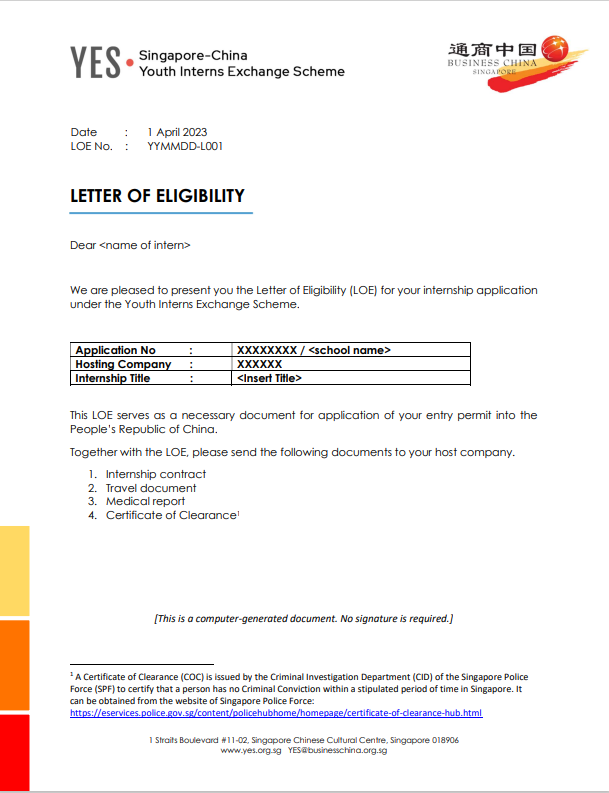 YES
Singapore-China
Youth Interns Exchange Scheme
通商中国
BUSINESS CHINA
SINGAPORE
Date : 1 April 2023
LOE No. : YYMMDD-L001
LETTER OF ELIGIBILITY
Dear <name of intern>
We are pleased to present you the Letter of Eligibility (LOE) for your internship application
under the Youth Interns Exchange Scheme.
Application No : XXXXXXXX / <school name>
Hosting Company : XXXXXX
Internship Title : <Insert Title>
This LOE serves as a necessary document for application of your entry permit into the
People's Republic of China.
Together with the LOE, please send the following documents to your host company.
1. Internship contract
2. Travel document
3. Medical report
4. Certificate of Clearance¹
[This is a computer-generated document. No signature is required.]
¹ A Certificate of Clearance (COC) is issued by the Criminal Investigation Department (CID) of the Singapore Police
Force (SPF) to certify that a person has no Criminal Conviction within a stipulated period of time in Singapore. It
can be obtained from the website of Singapore Police Force:
https://eservices.police.gov.sg/content/policehubhome/homepage/certificate-of-clearance-hub.html
1 Straits Boulevard #11-02, Singapore Chinese Cultural Centre, Singapore 018906
www.yes.org.sg YES@businesschina.org.sg